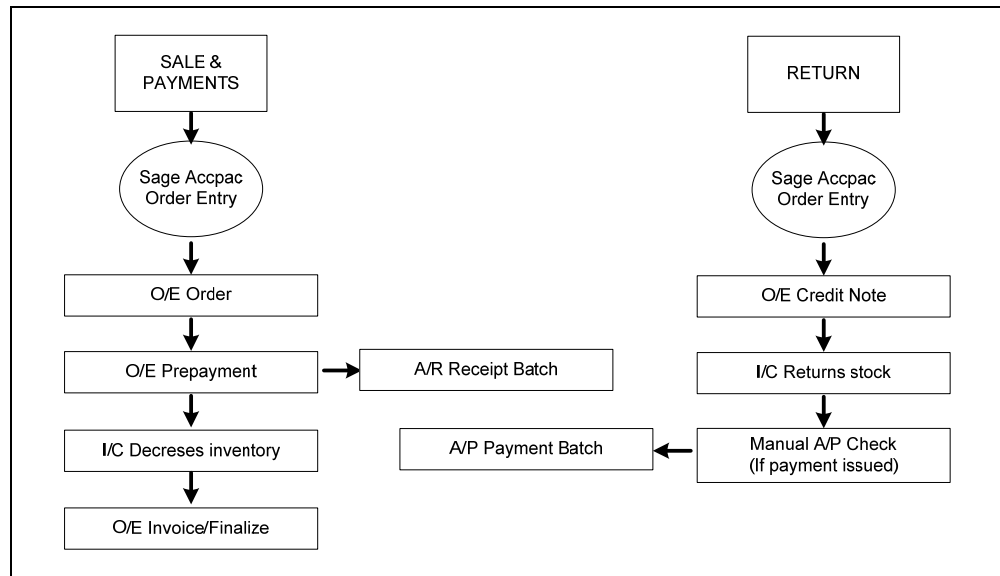 SALE &
PAYMENTS
Sage Accpac
Order Entry
O/E Order
O/E Prepayment
A/R Receipt Batch
I/C Decreses inventory
O/E Invoice/Finalize
RETURN
Sage Accpac
Order Entry
O/E Credit Note
I/C Returns stock
Manual A/P Check
(If payment issued)
A/P Payment Batch